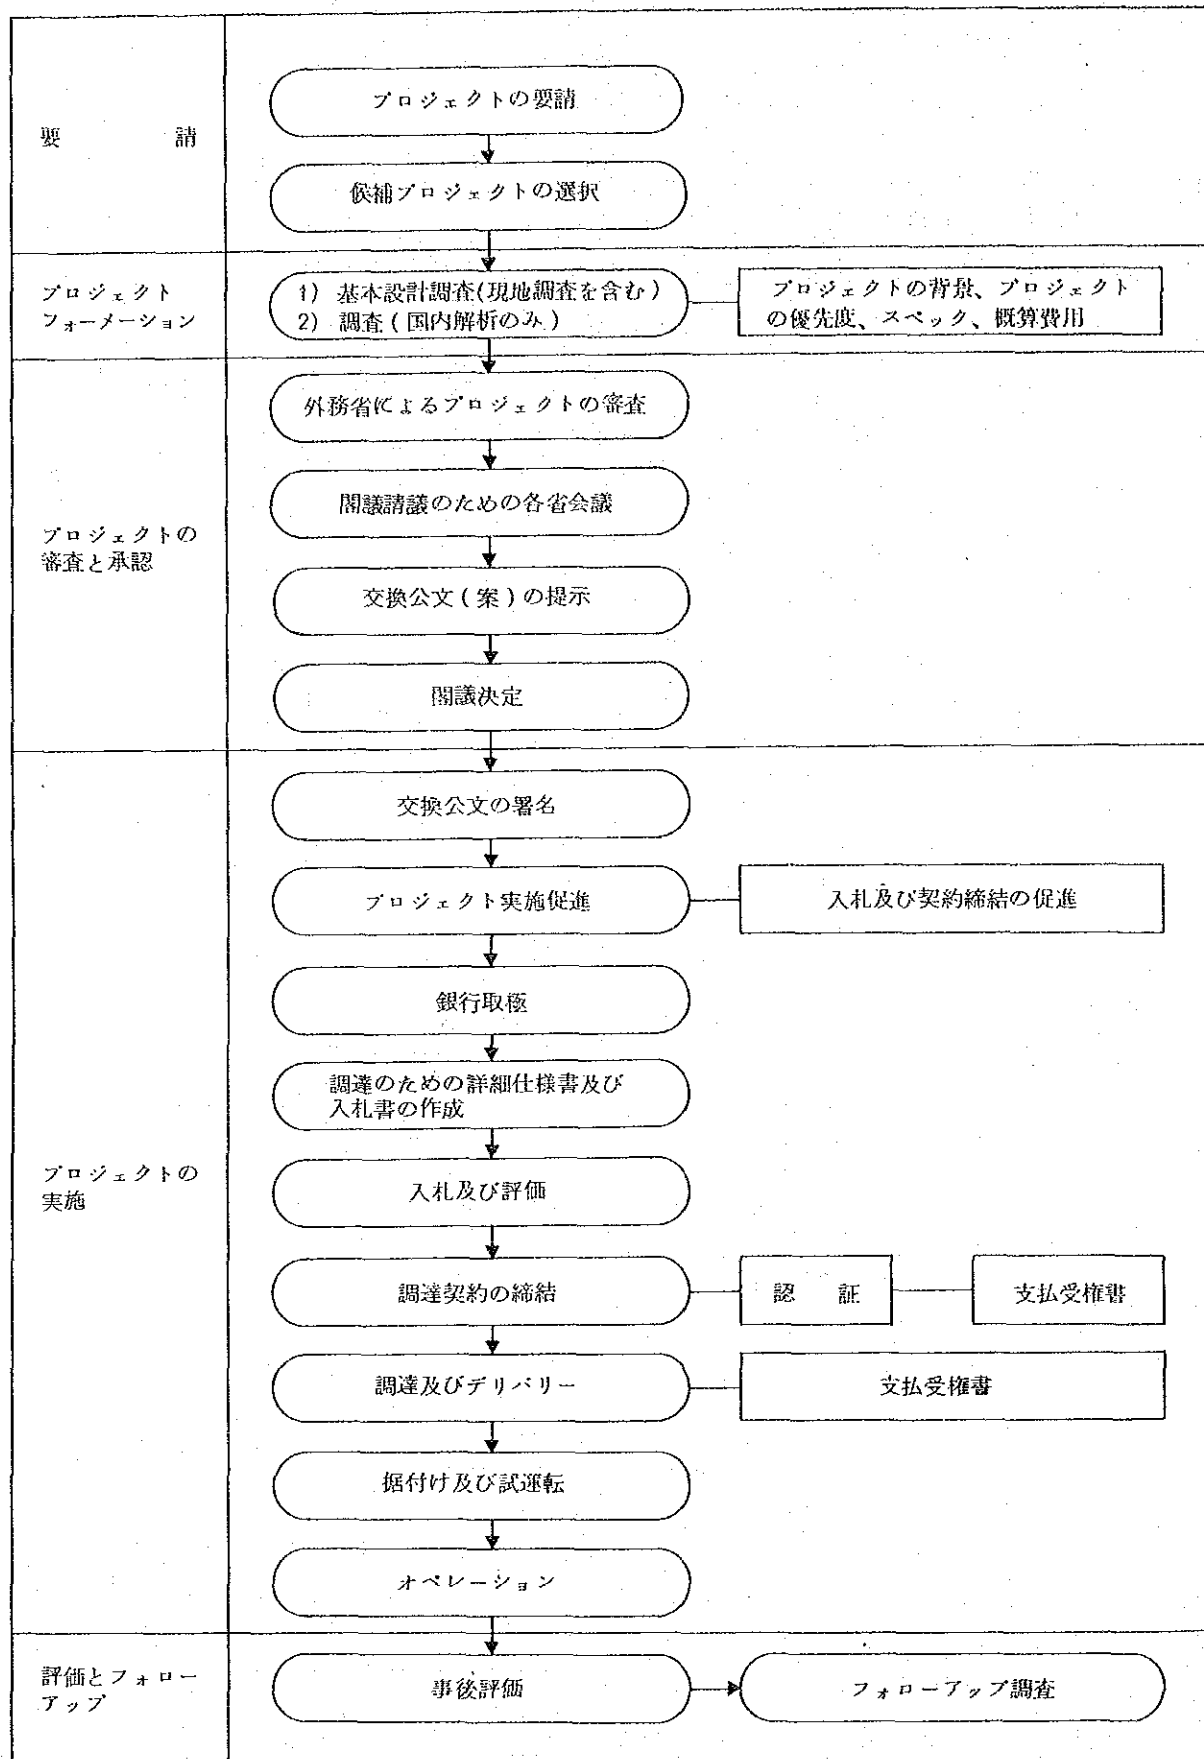 要　請
プロジェクトの要請
候補プロジェクトの選択
プロジェクト
フォーメーション
1) 基本設計調査(現地調査を含む)
2) 調査(国内解析のみ)
プロジェクトの背景、プロジェクト
の優先度、スペック、概算費用
プロジェクトの
審査と承認
外務省によるプロジェクトの審査
閣議請議のための各省会議
交換公文(案)の提示
閣議決定
プロジェクトの
実施
交換公文の署名
プロジェクト実施促進
入札及び契約締結の促進
銀行取極
調達のための詳細仕様書及び
入札書の作成
入札及び評価
調達契約の締結
認　証
支払受権書
調達及びデリバリー
支払受権書
据付け及び試運転
オペレーション
評価とフォロー
アップ
事後評価
フォローアップ調査